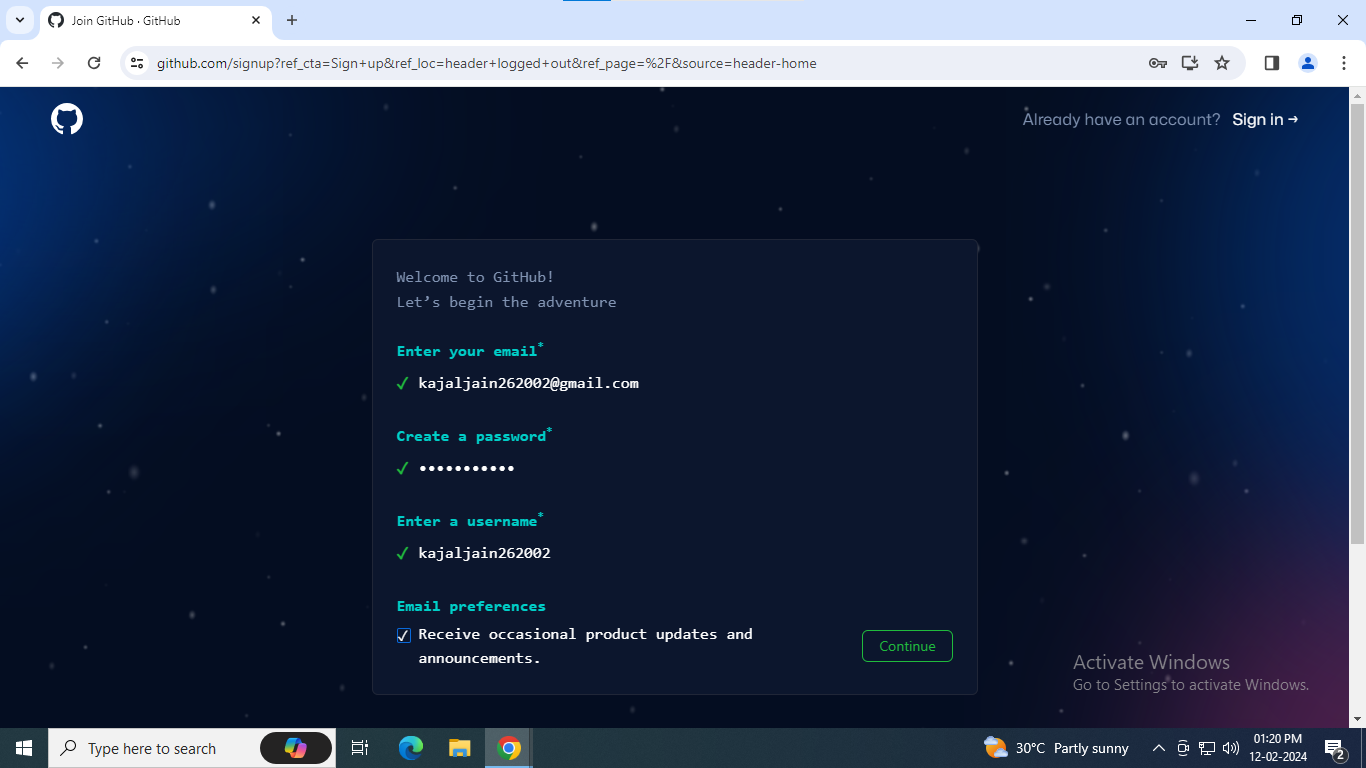 Join GitHub · GitHub
github.com/signup?ref_cta=Sign+up&ref_loc=header+logged+out&ref_page=%2F&source=header-home
Already have an account? Sign in →
Welcome to GitHub!
Let’s begin the adventure
Enter your email*
✓ kajaljain262002@gmail.com
Create a password*
✓ •••••••••••
Enter a username*
✓ kajaljain262002
Email preferences
Receive occasional product updates and
announcements.
Continue
Activate Windows
Go to Settings to activate Windows.
Type here to search
30°C Partly sunny
01:20 PM
12-02-2024
2